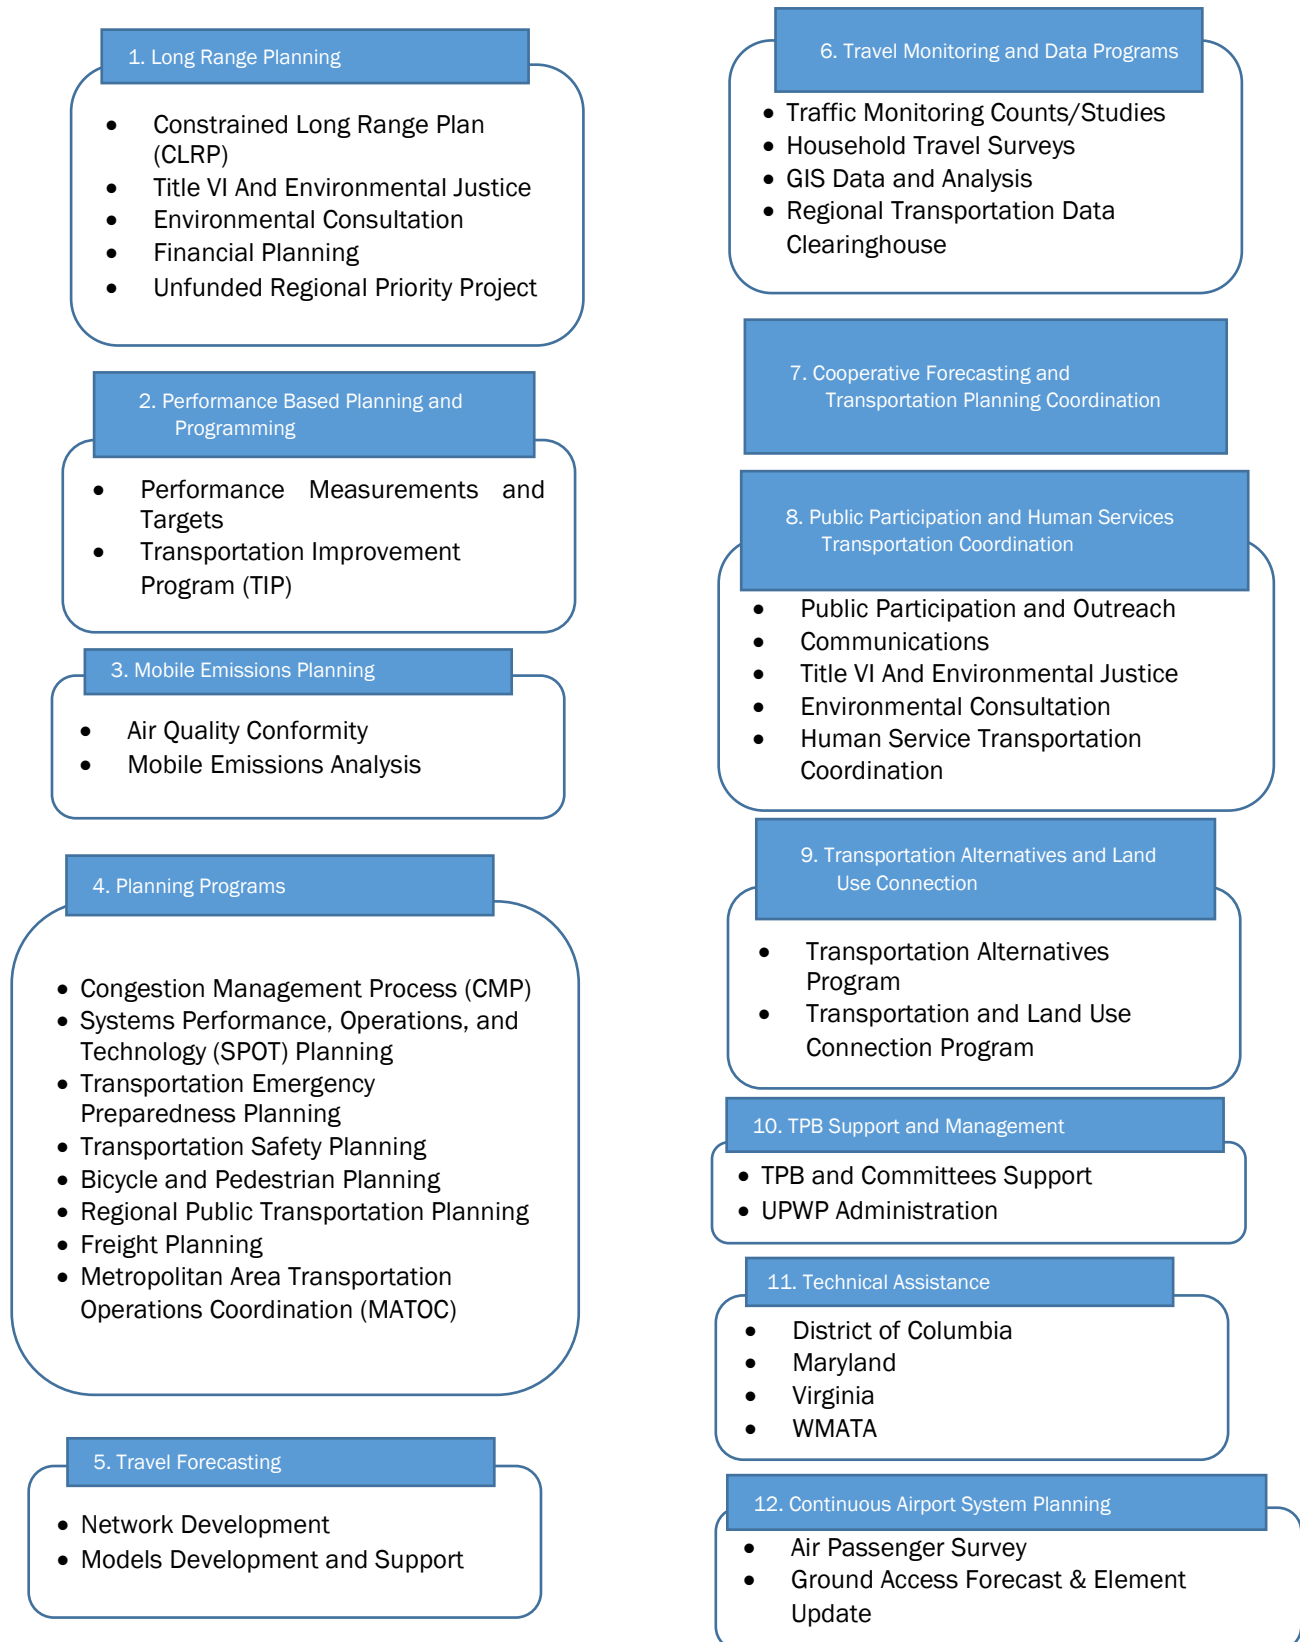 1. Long Range Planning
• Constrained Long Range Plan
(CLRP)
• Title VI And Environmental Justice
• Environmental Consultation
• Financial Planning
• Unfunded Regional Priority Project
2. Performance Based Planning and
Programming
• Performance Measurements and
Targets
• Transportation Improvement
Program (TIP)
3. Mobile Emissions Planning
• Air Quality Conformity
• Mobile Emissions Analysis
4. Planning Programs
• Congestion Management Process (CMP)
• Systems Performance, Operations, and
Technology (SPOT) Planning
• Transportation Emergency
Preparedness Planning
• Transportation Safety Planning
• Bicycle and Pedestrian Planning
• Regional Public Transportation Planning
• Freight Planning
• Metropolitan Area Transportation
Operations Coordination (MATOC)
5. Travel Forecasting
• Network Development
• Models Development and Support
6. Travel Monitoring and Data Programs
• Traffic Monitoring Counts/Studies
• Household Travel Surveys
• GIS Data and Analysis
• Regional Transportation Data
Clearinghouse
7. Cooperative Forecasting and
Transportation Planning Coordination
8. Public Participation and Human Services
Transportation Coordination
• Public Participation and Outreach
• Communications
• Title VI And Environmental Justice
• Environmental Consultation
• Human Service Transportation
Coordination
9. Transportation Alternatives and Land
Use Connection
• Transportation Alternatives
Program
• Transportation and Land Use
Connection Program
10. TPB Support and Management
• TPB and Committees Support
• UPWP Administration
11. Technical Assistance
• District of Columbia
• Maryland
• Virginia
• WMATA
12. Continuous Airport System Planning
• Air Passenger Survey
• Ground Access Forecast & Element
Update